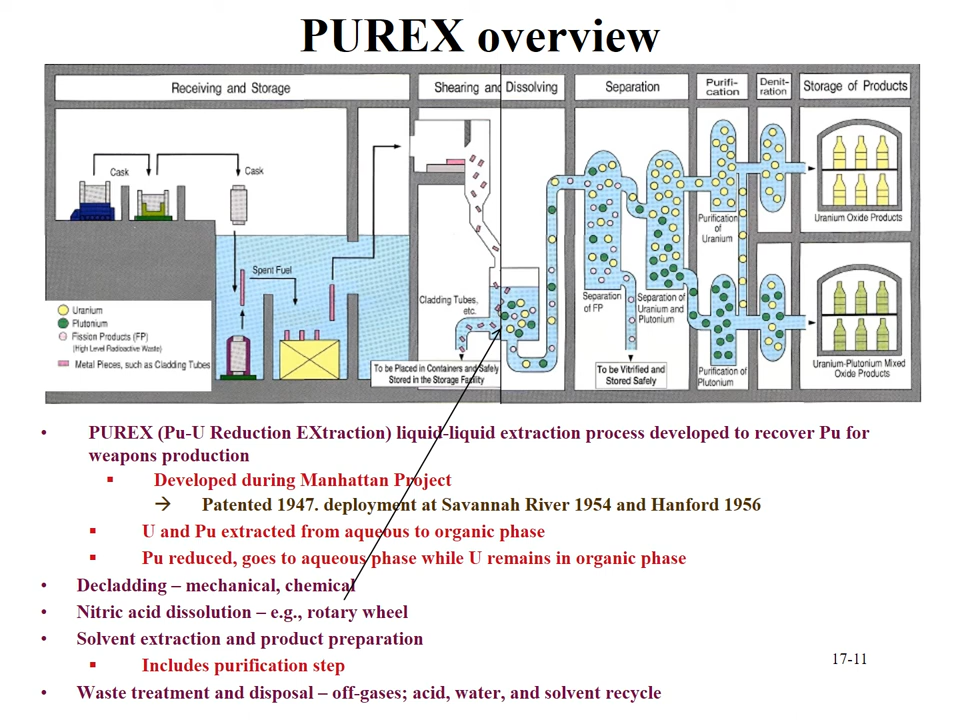 PUREX overview
Receiving and Storage
Shearing and Dissolving
Separation
Purifi-
cation
Denit-
ration
Storage of Products
Cask
Cask
Spent Fuel
Uranium
Plutonium
Fission Products (FP)
(High Level Radioactive Waste)
Metal Pieces, such as Cladding Tubes
Cladding Tubes,
etc.
To be Placed in Containers and Safely
Stored in the Storage Facility
Separation
of FP
Separation of
Uranium and
Plutonium
To be Vitrified and
Stored Safely
Purification
of
Uranium
Purification of
Plutonium
Uranium Oxide Products
Uranium-Plutonium Mixed
Oxide Products
• PUREX (Pu-U Reduction EXtraction) liquid-liquid extraction process developed to recover Pu for
weapons production
▪ Developed during Manhattan Project
→ Patented 1947. deployment at Savannah River 1954 and Hanford 1956
▪ U and Pu extracted from aqueous to organic phase
▪ Pu reduced, goes to aqueous phase while U remains in organic phase
• Decladding – mechanical, chemical
• Nitric acid dissolution – e.g., rotary wheel
• Solvent extraction and product preparation
▪ Includes purification step
• Waste treatment and disposal – off-gases; acid, water, and solvent recycle
17-11